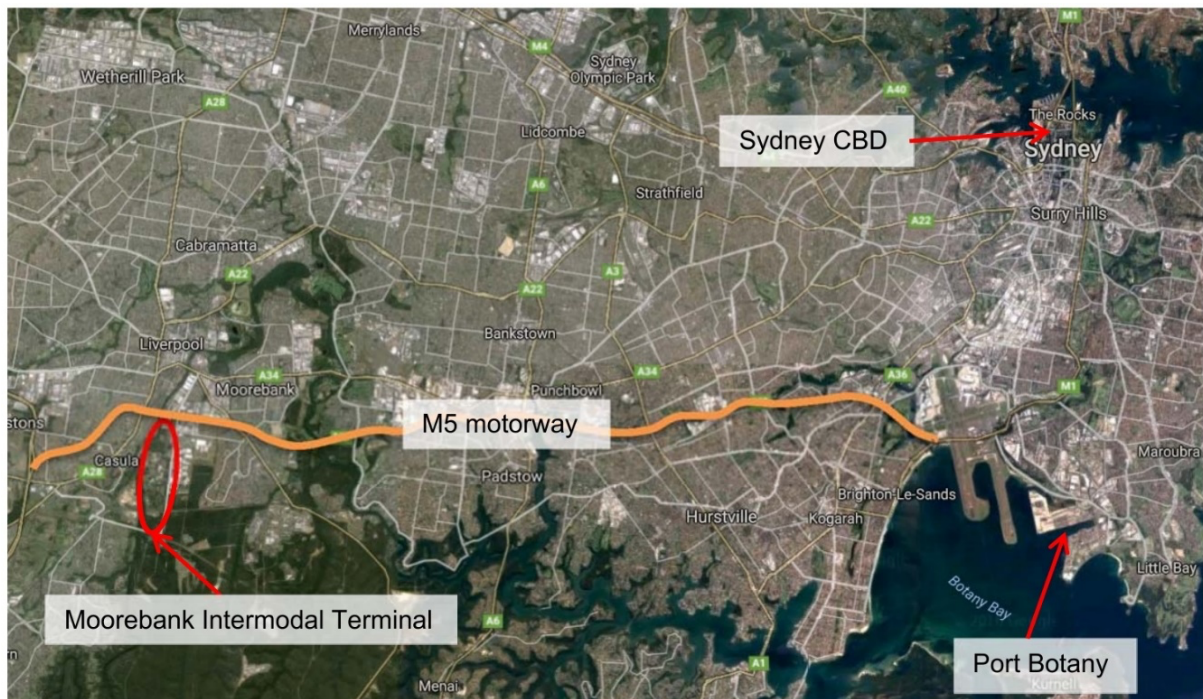 Merrylands
M1
M4
Wetherill Park
Sydney
Olympic Park
A28
A40
The Rocks
Lidcombe
Sydney CBD
Sydney
A6
Strathfield
Surry Hills
A22
Cabramatta
A22
A3
A22
Bankstown
Liverpool
A34
Moorebank
Punchbowl
A34
A36
M1
stons
M5 motorway
Casula
A28
Padstow
Maroubra
Brighton-Le-Sands
Hurstville
Kogarah
Little Bay
Botany Bay
Moorebank Intermodal Terminal
A6
Port Botany
A1
Menai
Kurnell